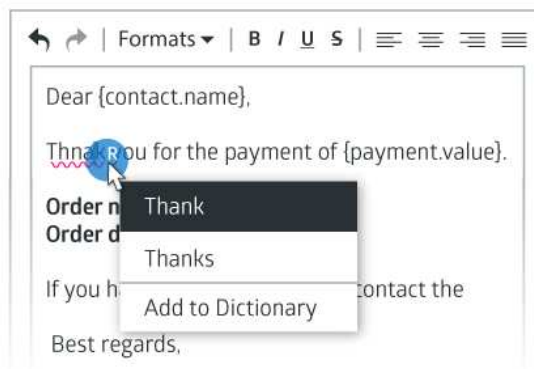 Formats B I U S
Dear {contact.name},
Thnak you for the payment of {payment.value}.
R
Order n
Thank
Order d
Thanks
If you h contact the
Add to Dictionary
Best regards,